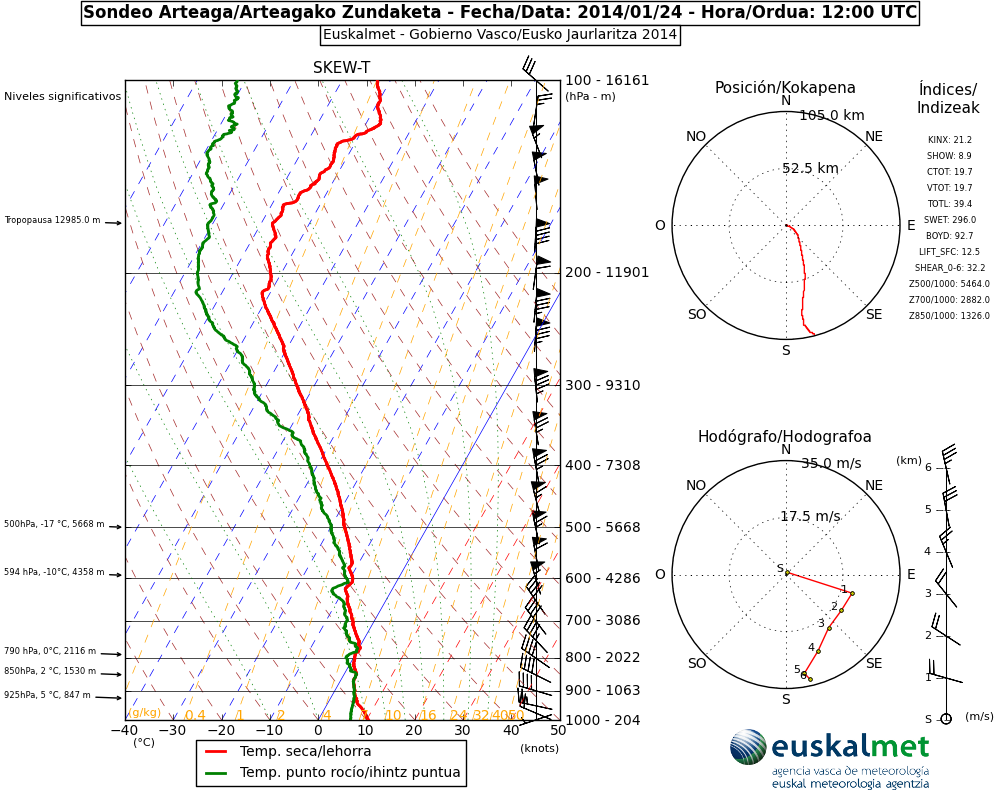 Sondeo Arteaga/Arteagako Zundaketa - Fecha/Data: 2014/01/24 - Hora/Ordua: 12:00 UTC
Euskalmet - Gobierno Vasco/Eusko Jaurlaritza 2014
SKEW-T
Niveles significativos
Tropopausa 12985.0 m
500hPa, -17 °C, 5668 m
594 hPa, -10°C, 4358 m
790 hPa, 0°C, 2116 m
850hPa, 2 °C, 1530 m
925hPa, 5 °C, 847 m
100 - 16161
(hPa - m)
200 - 11901
300 - 9310
400 - 7308
500 - 5668
600 - 4286
700 - 3086
800 - 2022
900 - 1063
1000 - 204
(g/kg) 0.4 1 2 4 10 16 24 32 40 50
−40 −30 −20 −10 0 10 20 30 40 50
(°C)
(knots)
Temp. seca/lehorra
Temp. punto rocío/ihintz puntua
Posición/Kokapena
N
105.0 km
NO
NE
52.5 km
O
E
SO
SE
S
Índices/
Indizeak
KINX: 21.2
SHOW: 8.9
CTOT: 19.7
VTOT: 19.7
TOTL: 39.4
SWET: 296.0
BOYD: 92.7
LIFT_SFC: 12.5
SHEAR_0-6: 32.2
Z500/1000: 5464.0
Z700/1000: 2882.0
Z850/1000: 1326.0
Hodógrafo/Hodografoa
N
35.0 m/s
NO
NE
17.5 m/s
O
E
S
1
2
3
4
5
6
SO
SE
S
(km)
6
5
4
3
2
1
S
(m/s)
euskalmet
agencia vasca de meteorología
euskal meteorologia agentzia